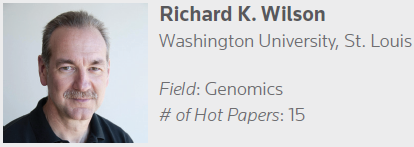 Richard K. Wilson
Washington University, St. Louis
Field: Genomics
# of Hot Papers: 15